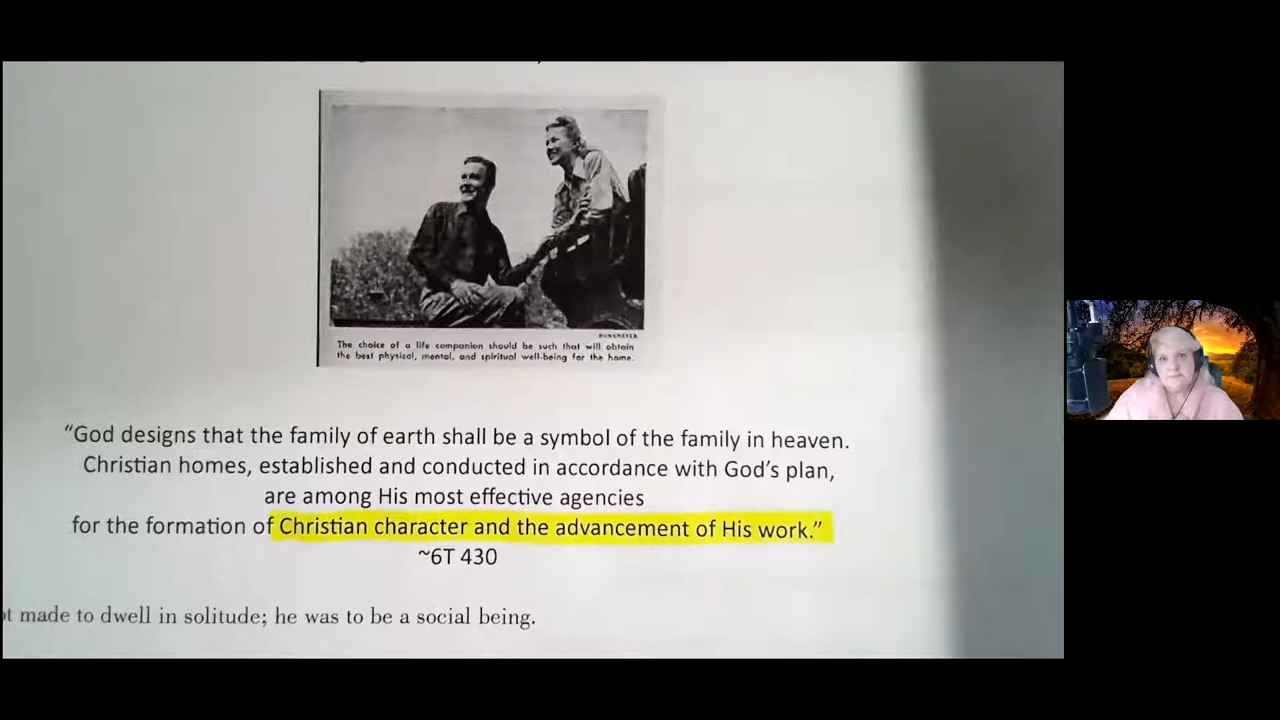 The choice of a life companion should be such that will obtain
the best physical, mental, and spiritual well-being for the home.
“God designs that the family of earth shall be a symbol of the family in heaven.
Christian homes, established and conducted in accordance with God’s plan,
are among His most effective agencies
for the formation of Christian character and the advancement of His work.”
~6T 430
made to dwell in solitude; he was to be a social being.